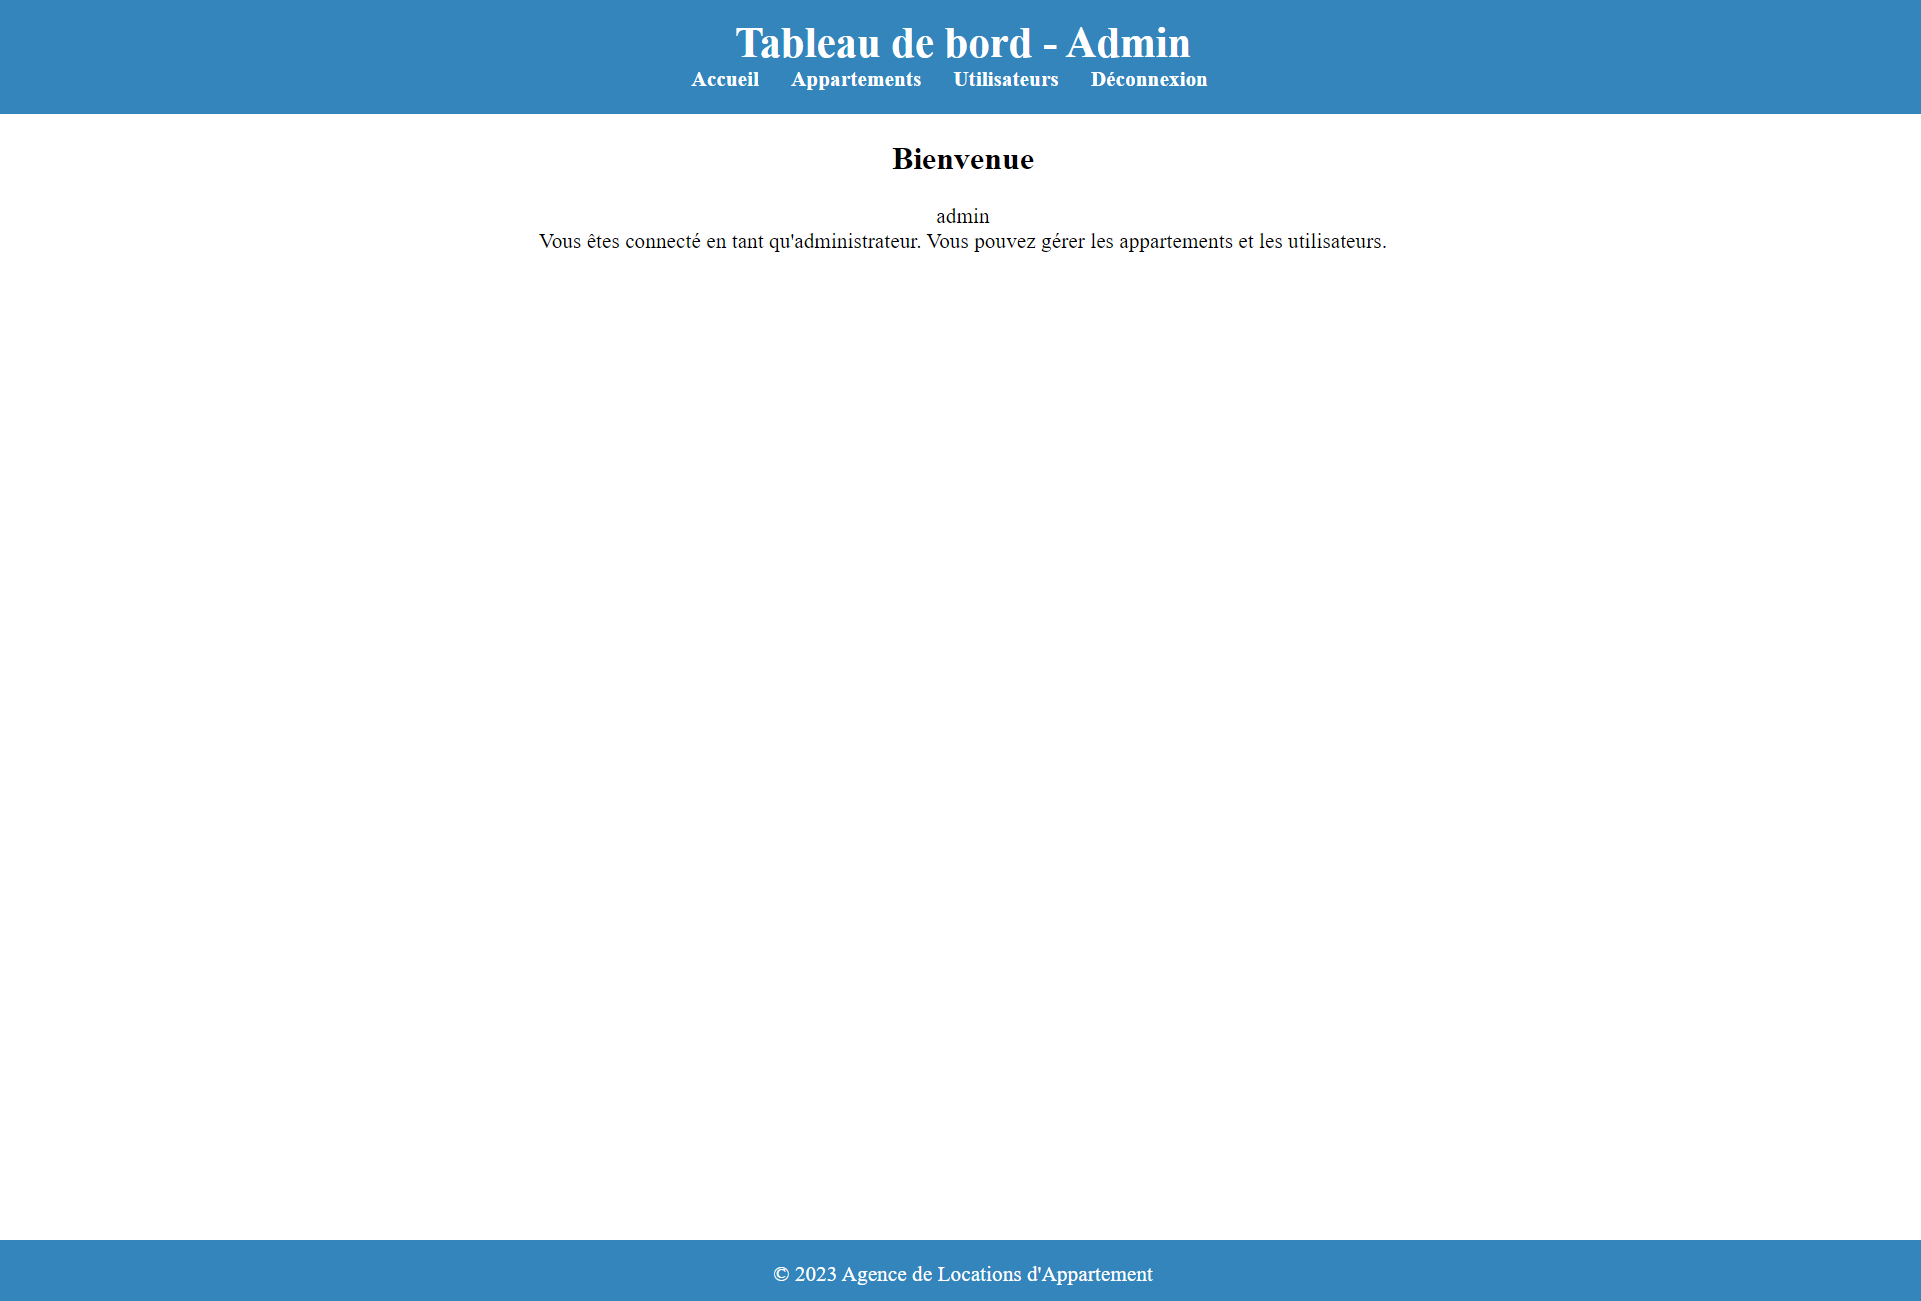 Tableau de bord - Admin
Accueil Appartements Utilisateurs Déconnexion
Bienvenue
admin
Vous êtes connecté en tant qu'administrateur. Vous pouvez gérer les appartements et les utilisateurs.
© 2023 Agence de Locations d'Appartement